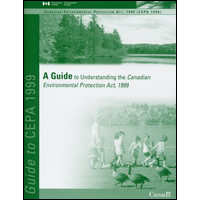 CANADIAN ENVIRONMENTAL PROTECTION ACT, 1999 (CEPA 1999)
A Guide to Understanding the Canadian
Environmental Protection Act, 1999
Guide to CEPA 1999
Canada